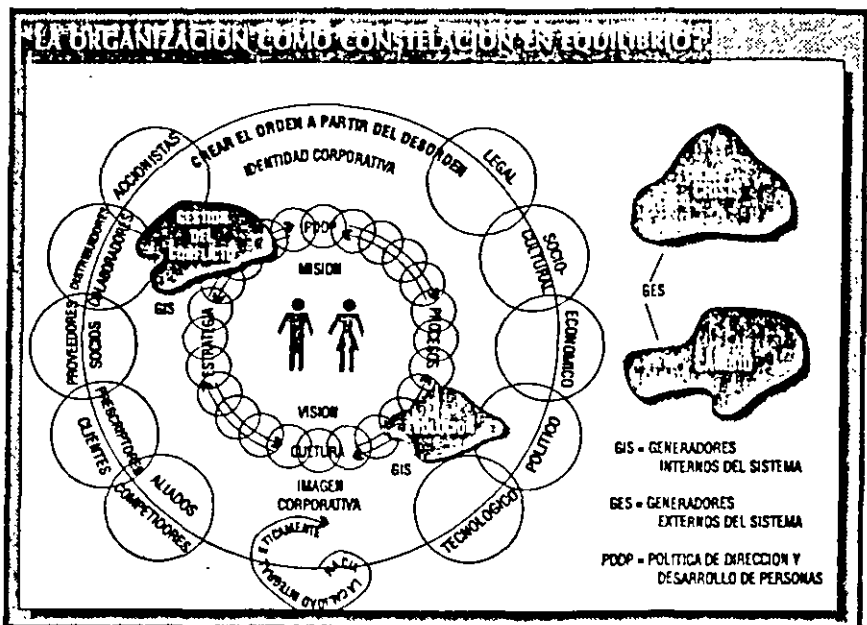 LA ORGANIZACION COMO CONSTELACION EN EQUILIBRIO
CREAR EL ORDEN A PARTIR DEL DESORDEN
IDENTIDAD CORPORATIVA
ACCIONISTAS
LEGAL
DISTRIBUIDORES
COLABORADORES
GESTION
DEL
CONFLICTO
GIS
PDDP
MISION
SOCIO-
CULTURAL
GES
PROVEEDORES
SOCIOS
ESTRATEGIA
PROCESOS
ECONOMICO
VISION
CULTURA
EVOLUCION
GIS
POLITICO
PRESCRIPTORES
CLIENTES
IMAGEN
CORPORATIVA
ALIADOS
COMPETIDORES
TECNOLOGICO
HACIA
LA CALIDAD INTEGRAL Y ETICAMENTE
GIS = GENERADORES
INTERNOS DEL SISTEMA
GES = GENERADORES
EXTERNOS DEL SISTEMA
PDDP = POLITICA DE DIRECCION Y
DESARROLLO DE PERSONAS